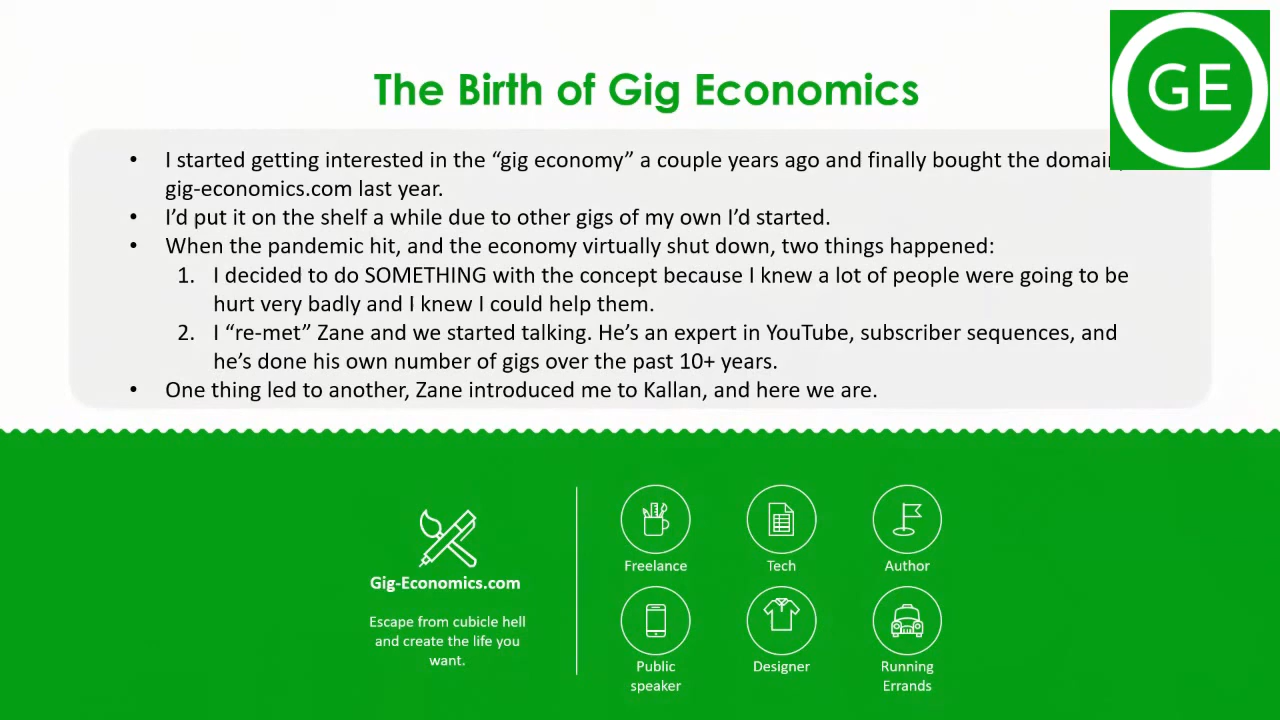 The Birth of Gig Economics
GE
• I started getting interested in the “gig economy” a couple years ago and finally bought the domain,
gig-economics.com last year.
• I’d put it on the shelf a while due to other gigs of my own I’d started.
• When the pandemic hit, and the economy virtually shut down, two things happened:
1. I decided to do SOMETHING with the concept because I knew a lot of people were going to be
hurt very badly and I knew I could help them.
2. I “re-met” Zane and we started talking. He’s an expert in YouTube, subscriber sequences, and
he’s done his own number of gigs over the past 10+ years.
• One thing led to another, Zane introduced me to Kallan, and here we are.
Gig-Economics.com
Escape from cubicle hell
and create the life you
want.
Freelance
Tech
Author
Public
speaker
Designer
Running
Errands